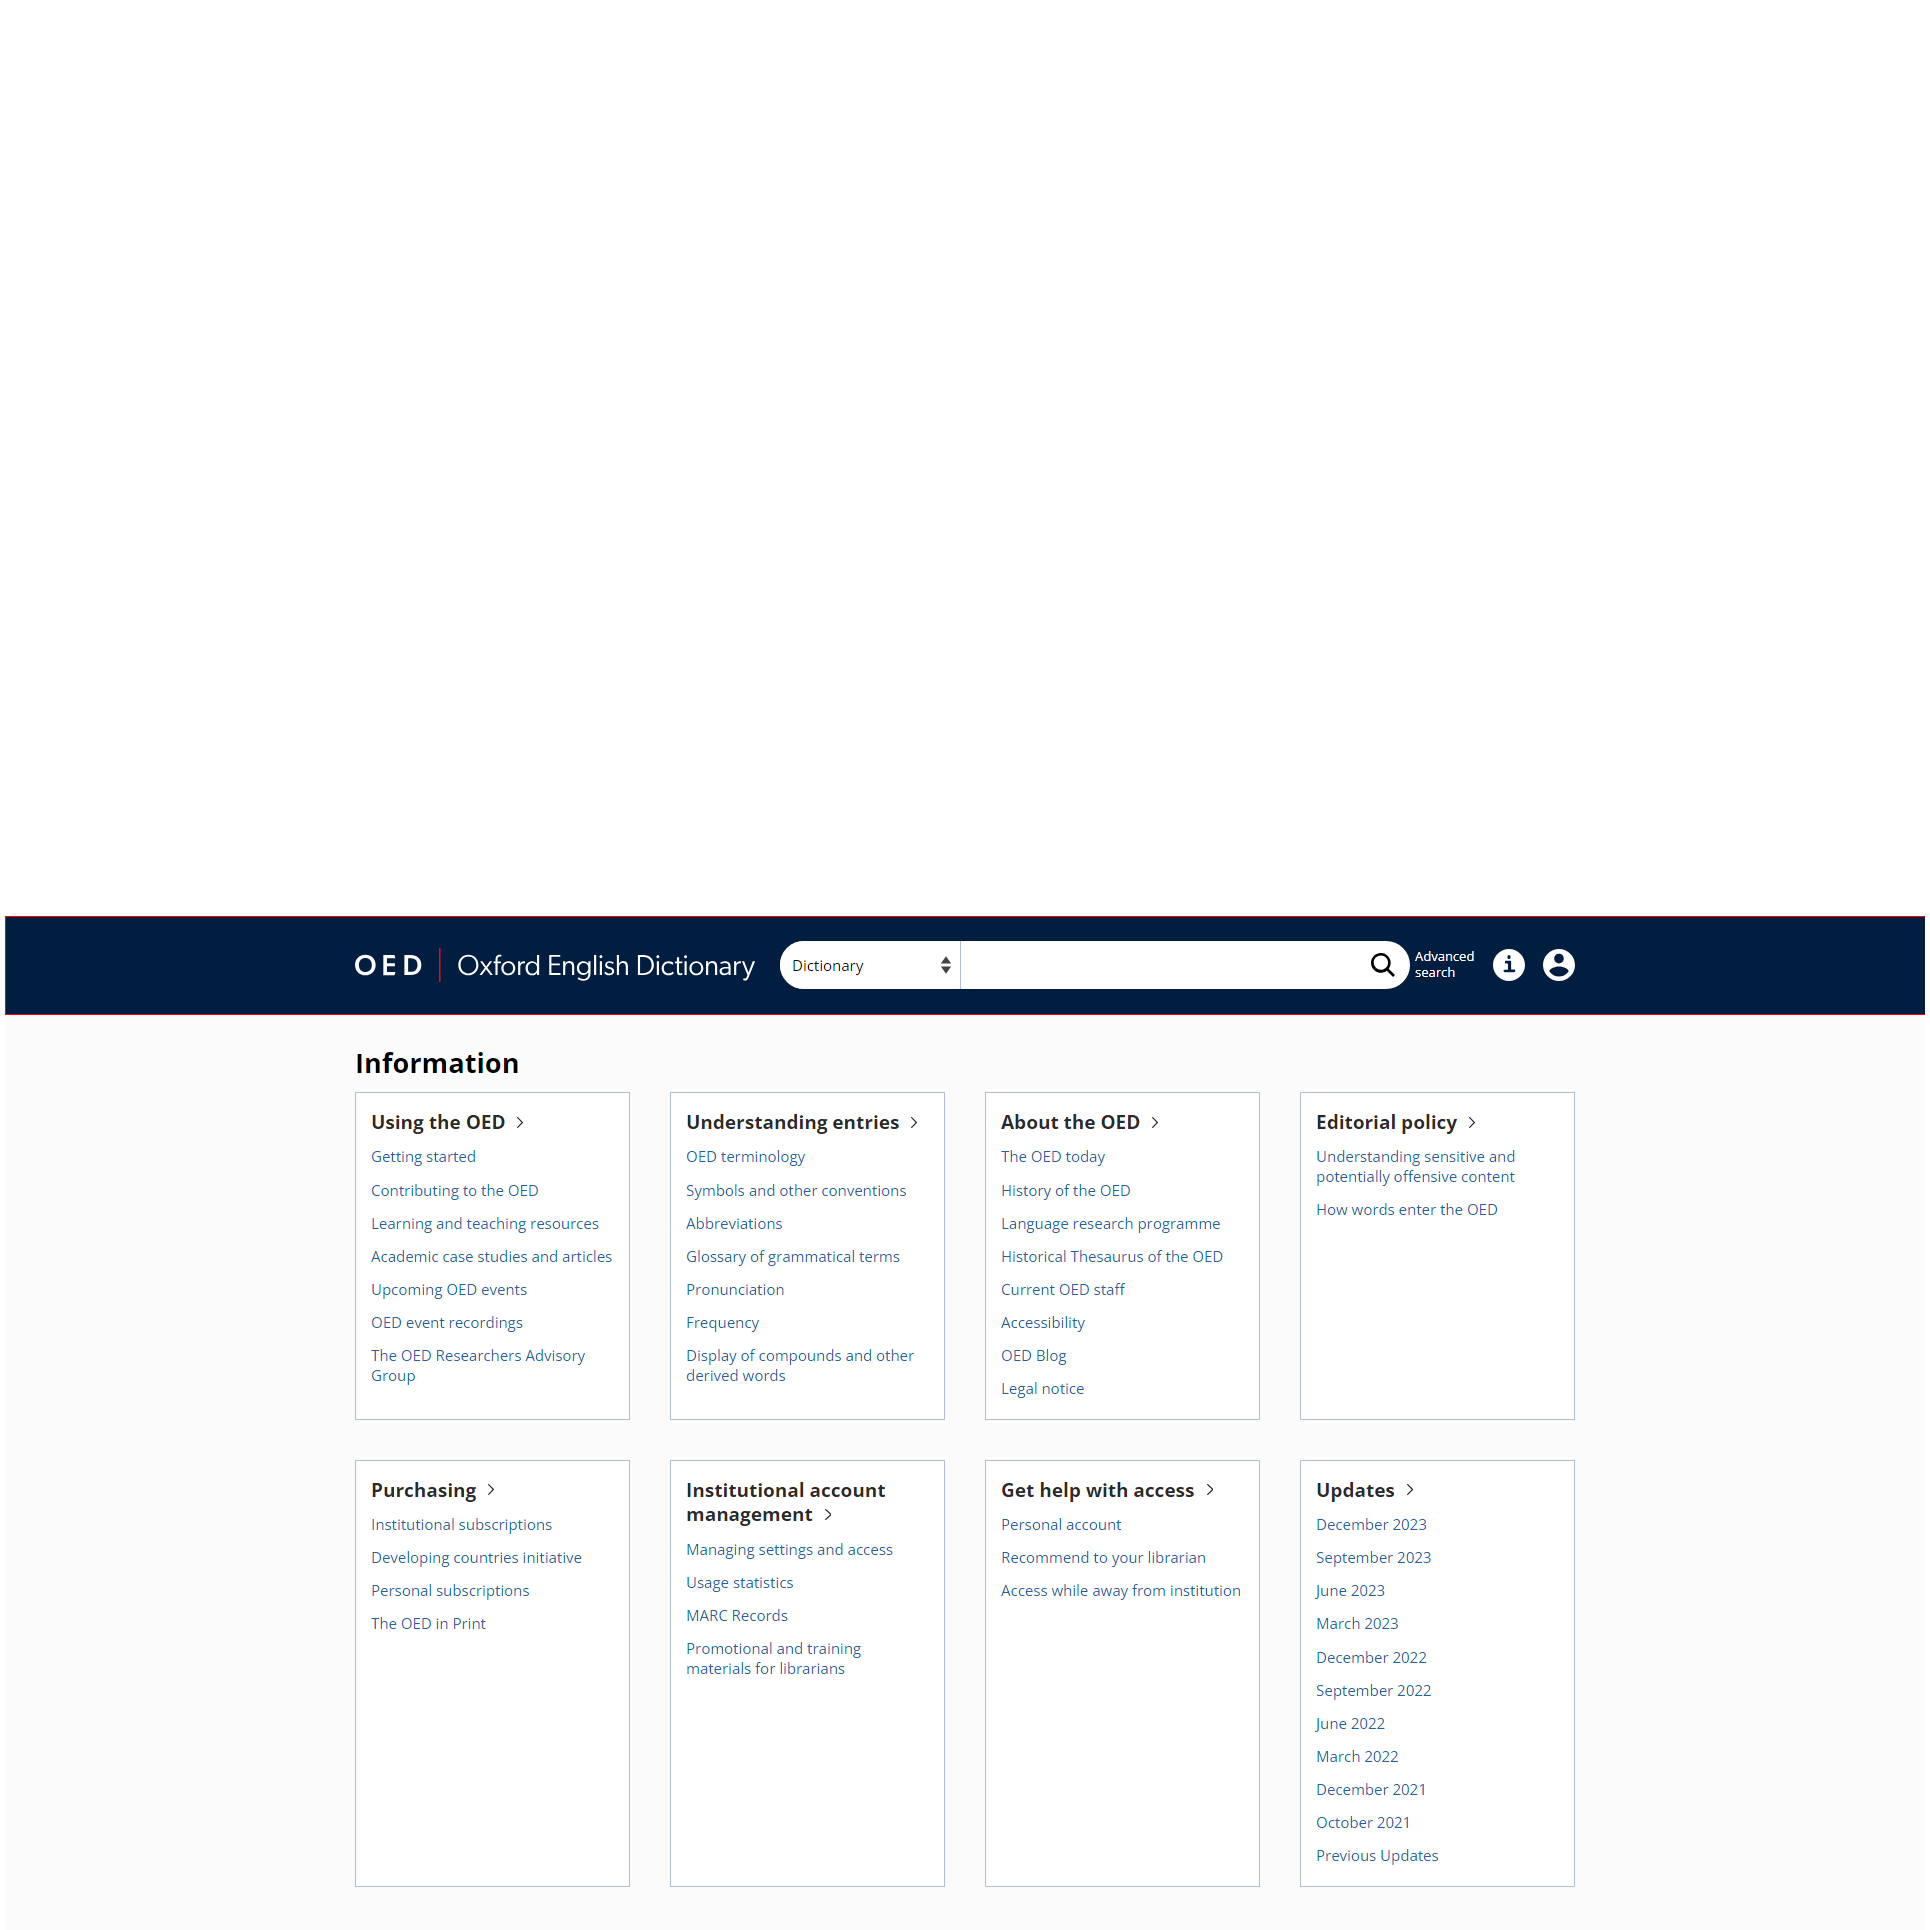 OED | Oxford English Dictionary
Dictionary
Advanced
search
Information
Using the OED
Getting started
Contributing to the OED
Learning and teaching resources
Academic case studies and articles
Upcoming OED events
OED event recordings
The OED Researchers Advisory
Group
Understanding entries
OED terminology
Symbols and other conventions
Abbreviations
Glossary of grammatical terms
Pronunciation
Frequency
Display of compounds and other
derived words
About the OED
The OED today
History of the OED
Language research programme
Historical Thesaurus of the OED
Current OED staff
Accessibility
OED Blog
Legal notice
Editorial policy
Understanding sensitive and
potentially offensive content
How words enter the OED
Purchasing
Institutional subscriptions
Developing countries initiative
Personal subscriptions
The OED in Print
Institutional account
management
Managing settings and access
Usage statistics
MARC Records
Promotional and training
materials for librarians
Get help with access
Personal account
Recommend to your librarian
Access while away from institution
Updates
December 2023
September 2023
June 2023
March 2023
December 2022
September 2022
June 2022
March 2022
December 2021
October 2021
Previous Updates